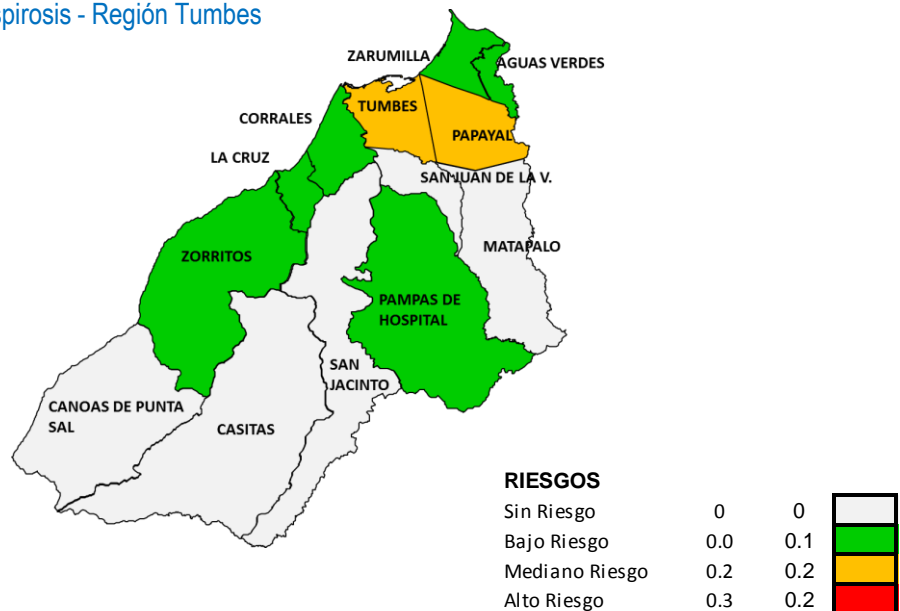 spirosis - Región Tumbes
ZARUMILLA
AGUAS VERDES
TUMBES
CORRALES
PAPAYAL
LA CRUZ
SAN JUAN DE LA V.
MATAPALO
ZORRITOS
PAMPAS DE
HOSPITAL
SAN
JACINTO
CANOAS DE PUNTA
SAL
CASITAS
RIESGOS
Sin Riesgo 0 0
Bajo Riesgo 0.0 0.1
Mediano Riesgo 0.2 0.2
Alto Riesgo 0.3 0.2